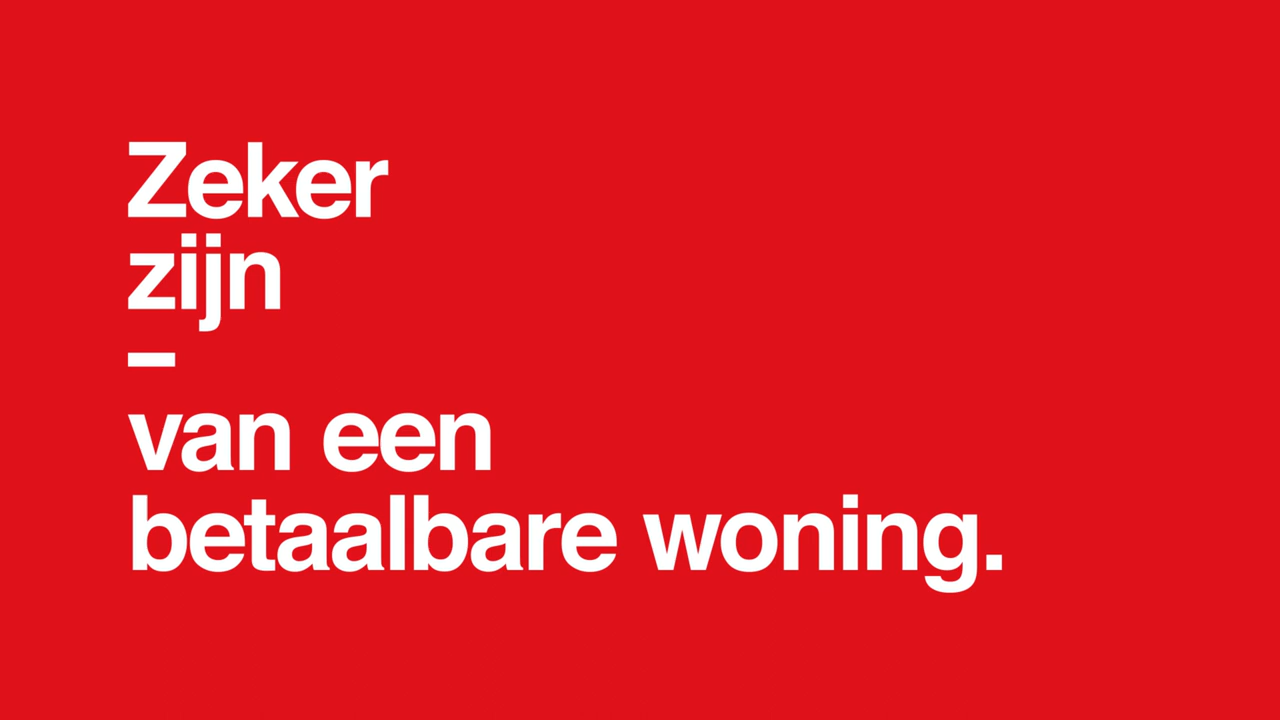 Zeker
zijn
–
van een
betaalbare woning.